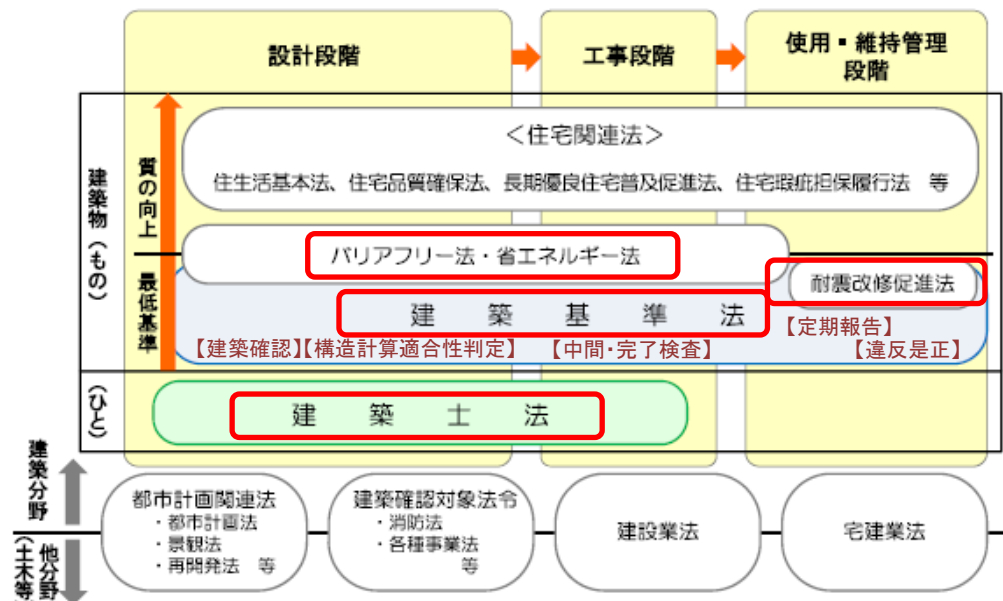 設計段階
工事段階
使用・維持管理
段階
建築物(もの)
質の向上
最低基準
＜住宅関連法＞
住生活基本法、住宅品質確保法、長期優良住宅普及促進法、住宅瑕疵担保履行法　等
バリアフリー法・省エネルギー法
耐震改修促進法
建　築　基　準　法
【定期報告】
【建築確認】【構造計算適合性判定】
【中間・完了検査】
【違反是正】
(ひと)
建　築　士　法
建築分野
都市計画関連法
・都市計画法
・景観法
・再開発法　等
建築確認対象法令
・消防法
・各種事業法
等
建設業法
宅建業法
他分野
(土木等